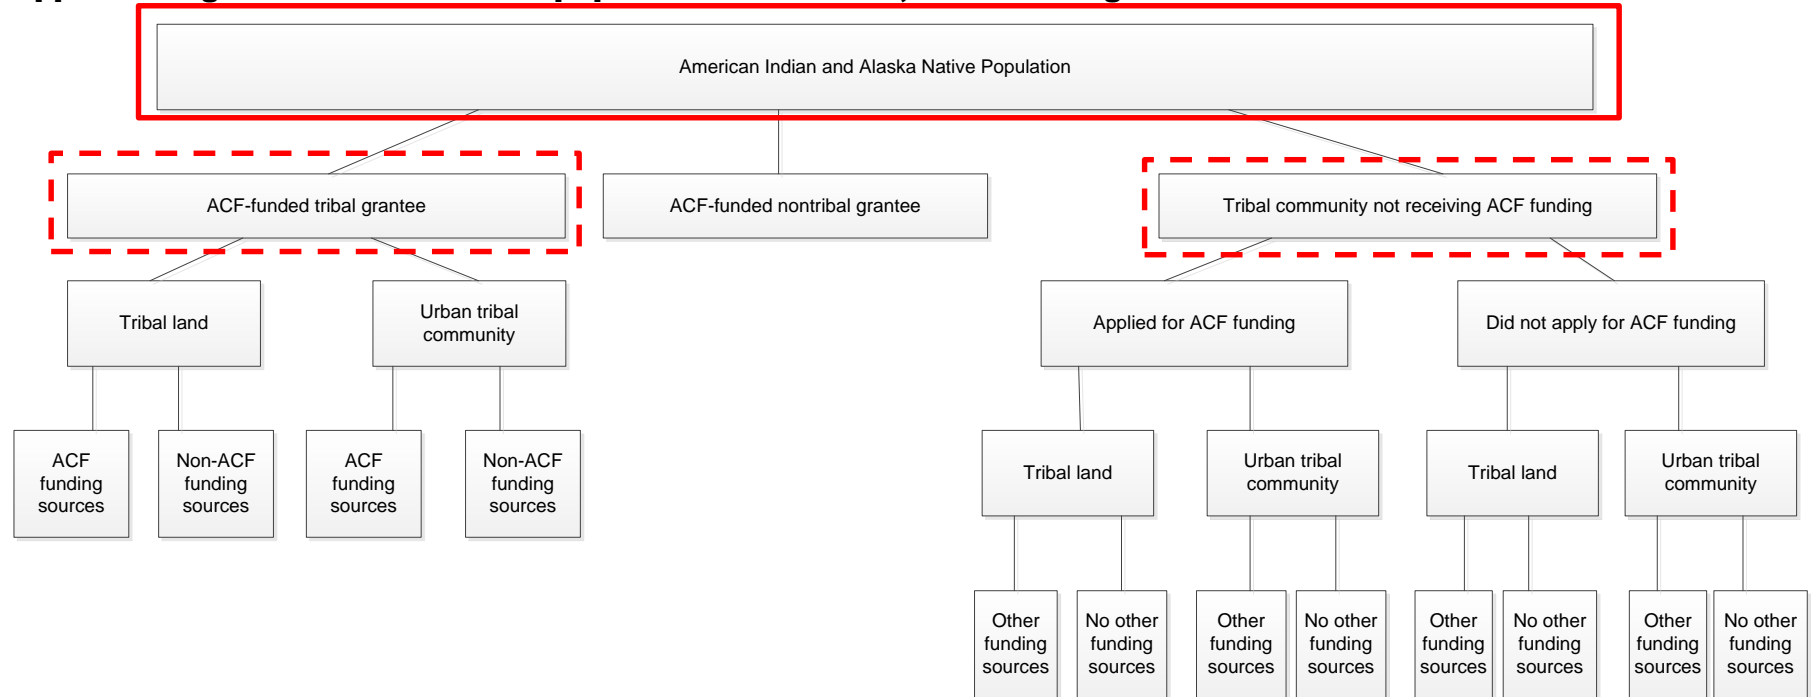 American Indian and Alaska Native Population
ACF-funded tribal grantee
ACF-funded nontribal grantee
Tribal community not receiving ACF funding
Tribal land
Urban tribal
community
Applied for ACF funding
Did not apply for ACF funding
ACF
funding
sources
Non-ACF
funding
sources
ACF
funding
sources
Non-ACF
funding
sources
Tribal land
Urban tribal
community
Tribal land
Urban tribal
community
Other
funding
sources
No other
funding
sources
Other
funding
sources
No other
funding
sources
Other
funding
sources
No other
funding
sources
Other
funding
sources
No other
funding
sources